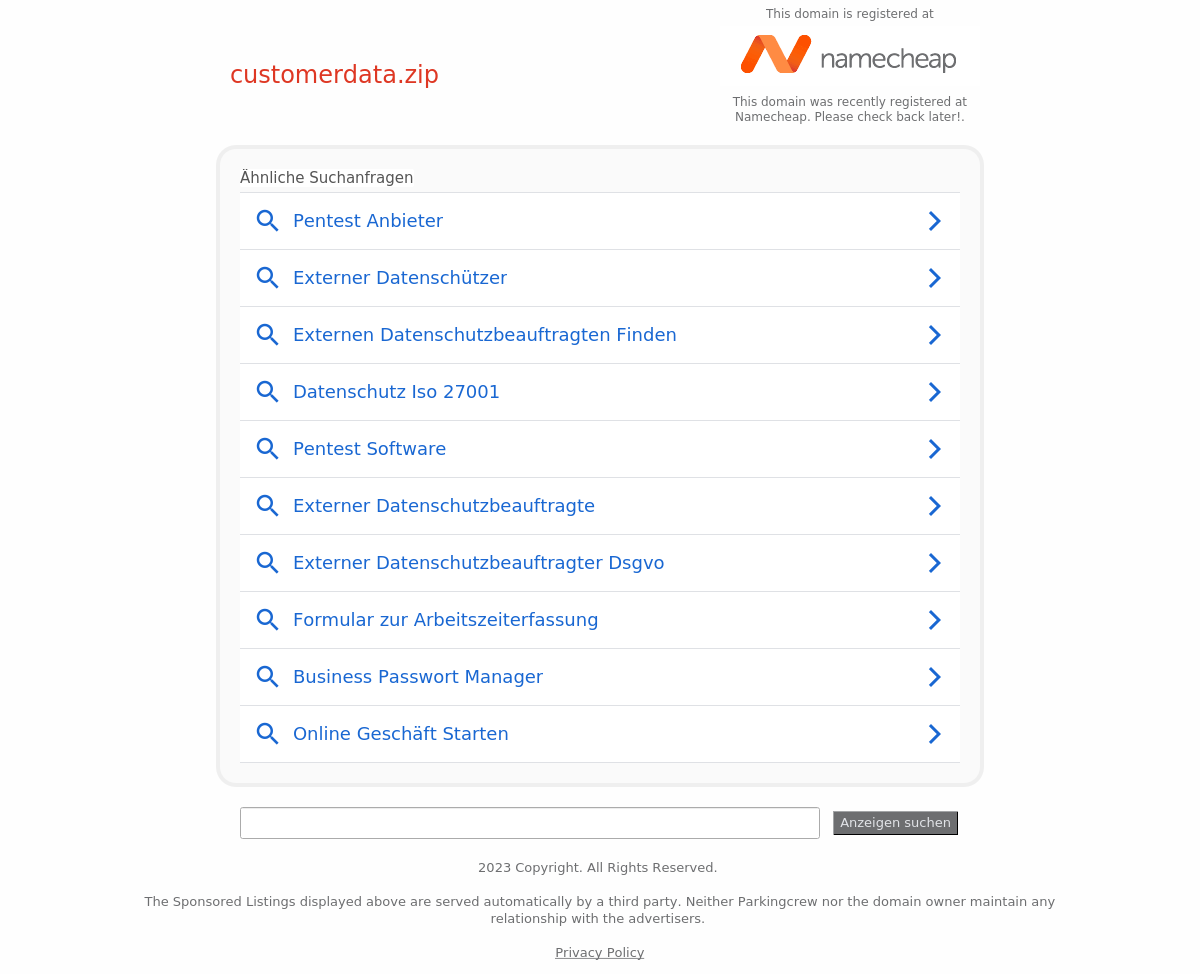 This domain is registered at
namecheap
customerdata.zip
This domain was recently registered at
Namecheap. Please check back later!.
Ähnliche Suchanfragen
Pentest Anbieter
Externer Datenschützer
Externen Datenschutzbeauftragten Finden
Datenschutz Iso 27001
Pentest Software
Externer Datenschutzbeauftragte
Externer Datenschutzbeauftragter Dsgvo
Formular zur Arbeitszeiterfassung
Business Passwort Manager
Online Geschäft Starten
Anzeigen suchen
2023 Copyright. All Rights Reserved.
The Sponsored Listings displayed above are served automatically by a third party. Neither Parkingcrew nor the domain owner maintain any
relationship with the advertisers.
Privacy Policy